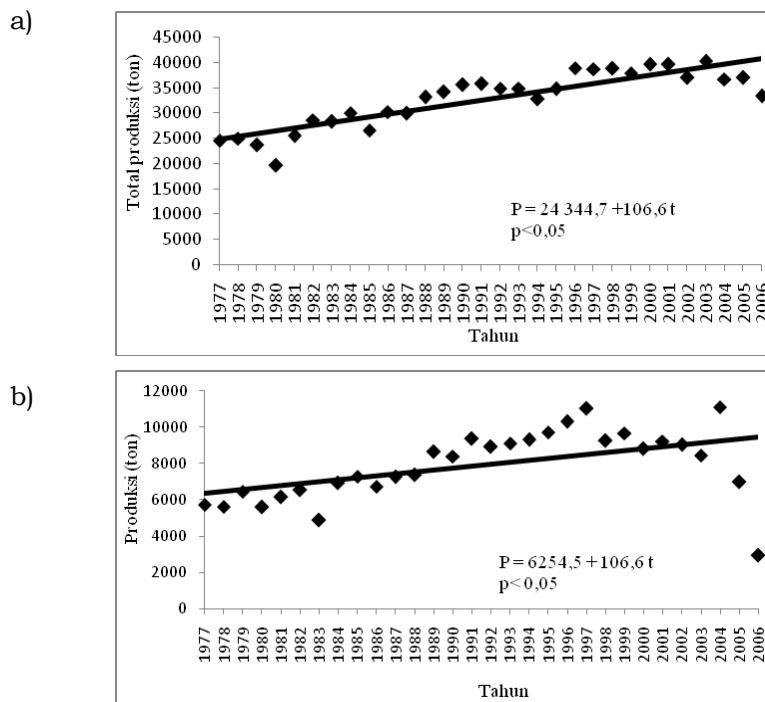 a)
45000
40000
35000
30000
25000
20000
15000
10000
5000
0
Total produksi (ton)
P = 24 344,7 +106,6 t
p<0,05
1977 1978 1979 1980 1981 1982 1983 1984 1985 1986 1987 1988 1989 1990 1991 1992 1993 1994 1995 1996 1997 1998 1999 2000 2001 2002 2003 2004 2005 2006
Tahun
b)
12000
10000
8000
6000
4000
2000
0
Produksi (ton)
P = 6254,5 + 106,6 t
p<0,05
1977 1978 1979 1980 1981 1982 1983 1984 1985 1986 1987 1988 1989 1990 1991 1992 1993 1994 1995 1996 1997 1998 1999 2000 2001 2002 2003 2004 2005 2006
Tahun